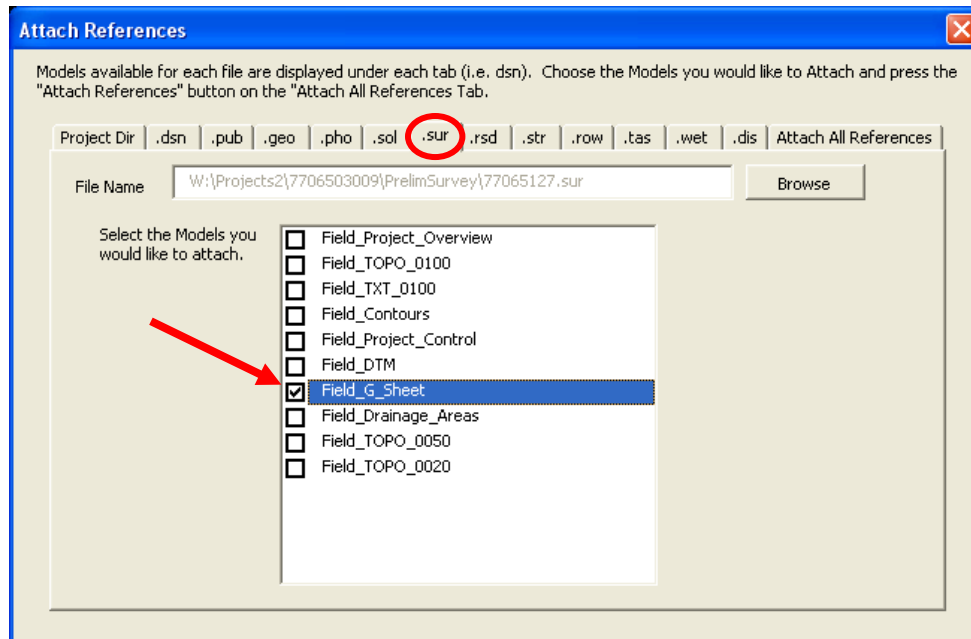 Attach References
Models available for each file are displayed under each tab (i.e. dsn).  Choose the Models you would like to Attach and press the
"Attach References" button on the "Attach All References Tab.
Project Dir .dsn .pub .geo .pho .sol .sur .rsd .str .row .tas .wet .dis Attach All References
File Name W:\Projects2\7706503009\PrelimSurvey\77065127.sur Browse
Select the Models you
would like to attach.
Field_Project_Overview
Field_TOPO_0100
Field_TXT_0100
Field_Contours
Field_Project_Control
Field_DTM
Field_G_Sheet
Field_Drainage_Areas
Field_TOPO_0050
Field_TOPO_0020